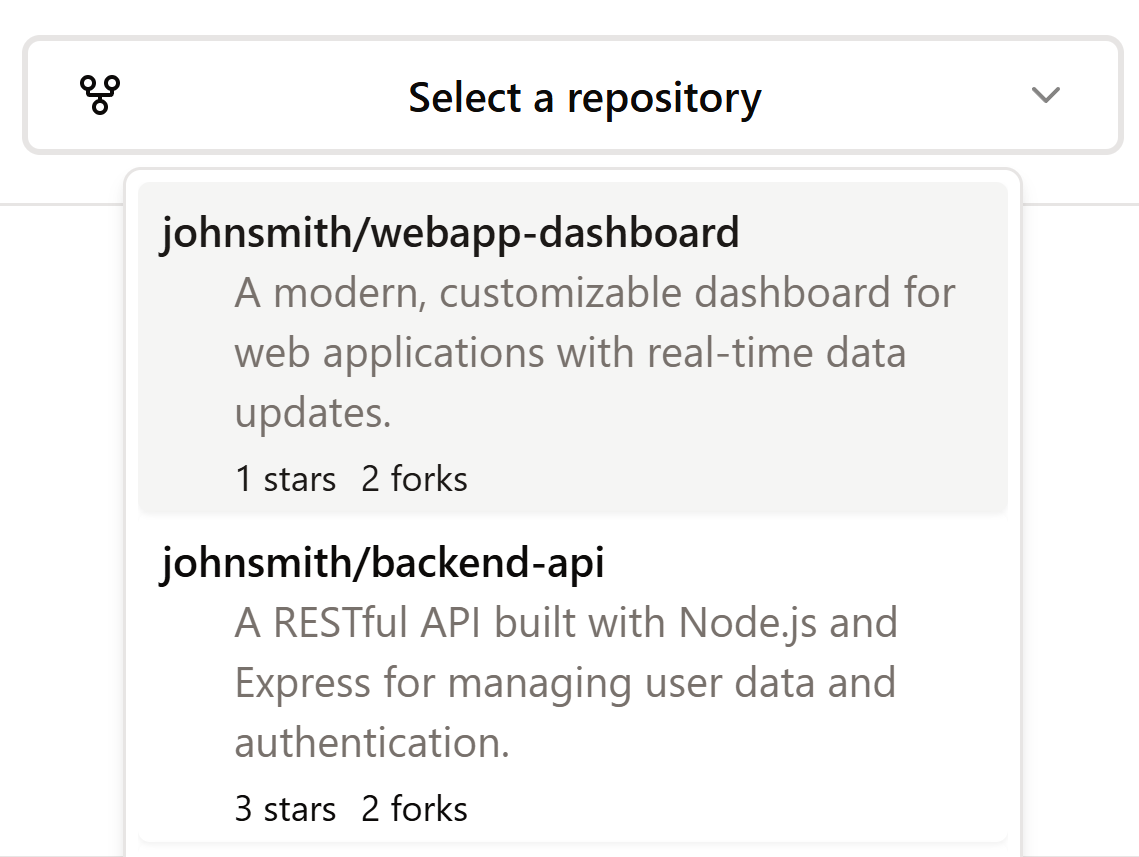 Select a repository
johnsmith/webapp-dashboard
A modern, customizable dashboard for
web applications with real-time data
updates.
1 stars 2 forks
johnsmith/backend-api
A RESTful API built with Node.js and
Express for managing user data and
authentication.
3 stars 2 forks